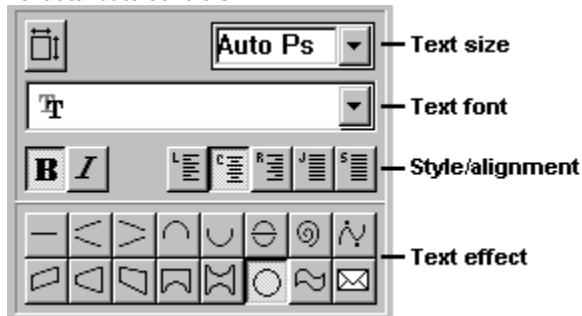 Auto Ps
Text size
Text font
B I L C R J S
Style/alignment
Text effect